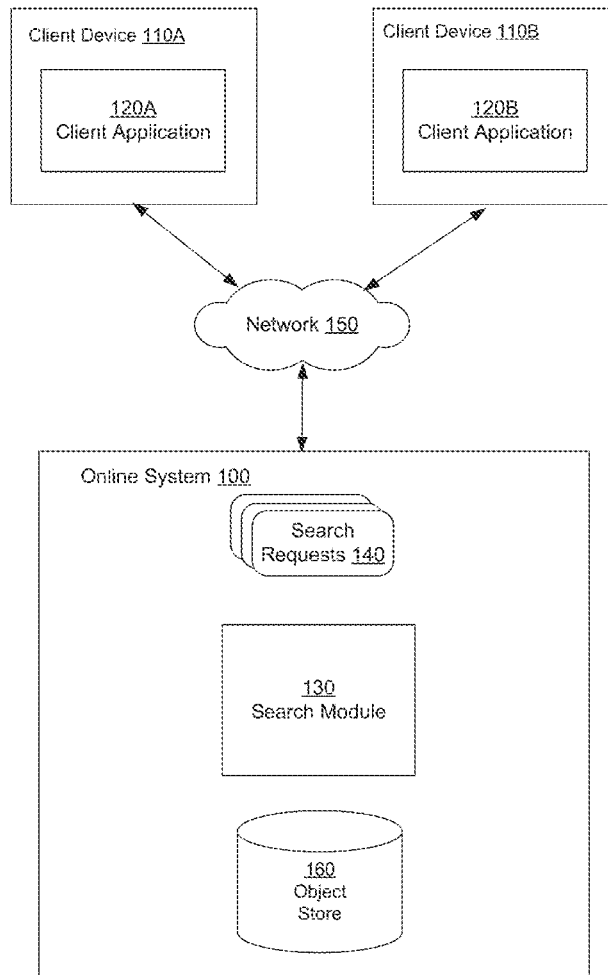 Client Device 110A
120A
Client Application
Client Device 110B
120B
Client Application
Network 150
Online System 100
Search
Requests 140
130
Search Module
160
Object
Store